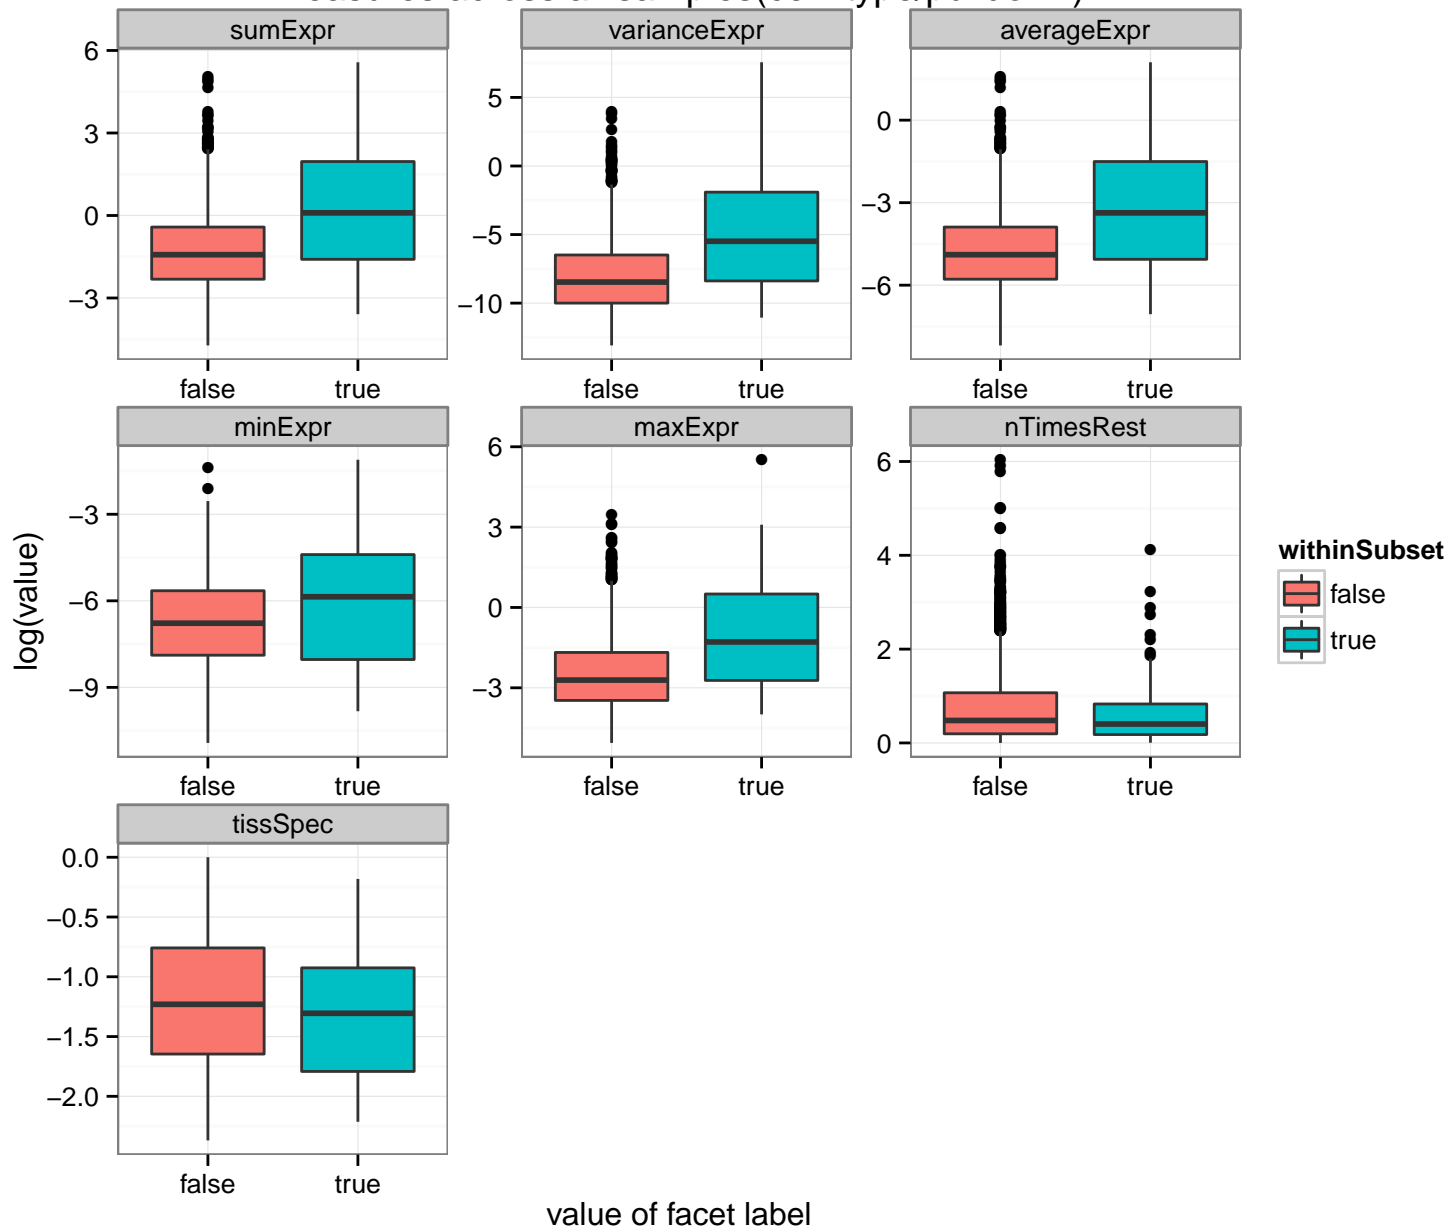 across
sumExpr varianceExpr averageExpr
6
3
0
−3
5
0
−5
−10
0
−3
−6
false true false true false true
minExpr maxExpr nTimesRest
−3
−6
−9
6
3
0
−3
6
4
2
0
false true false true false true
tissSpec
0.0
−0.5
−1.0
−1.5
−2.0
false true
log(value)
value of facet label
withinSubset
false
true